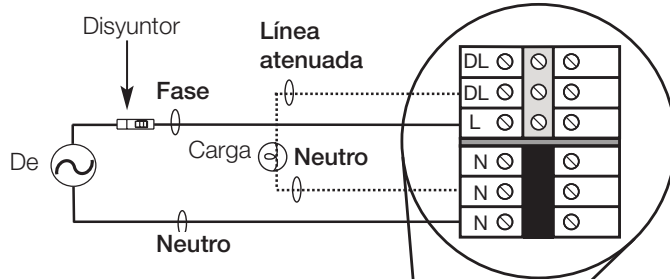 Disyuntor
Línea
atenuada
Fase
De
Carga
Neutro
Neutro
DL
DL
L
N
N
N